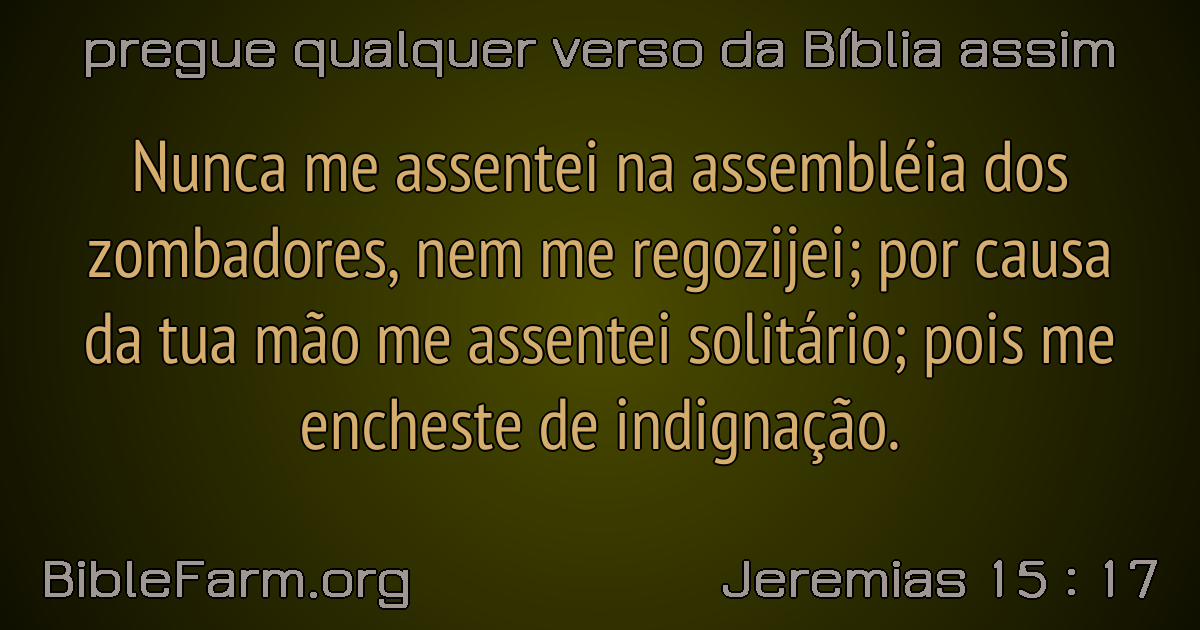 pregue qualquer verso da Bíblia assim
Nunca me assentei na assembléia dos
zombadores, nem me regozijei; por causa
da tua mão me assentei solitário; pois me
encheste de indignação.
BibleFarm.org
Jeremias 15 : 17